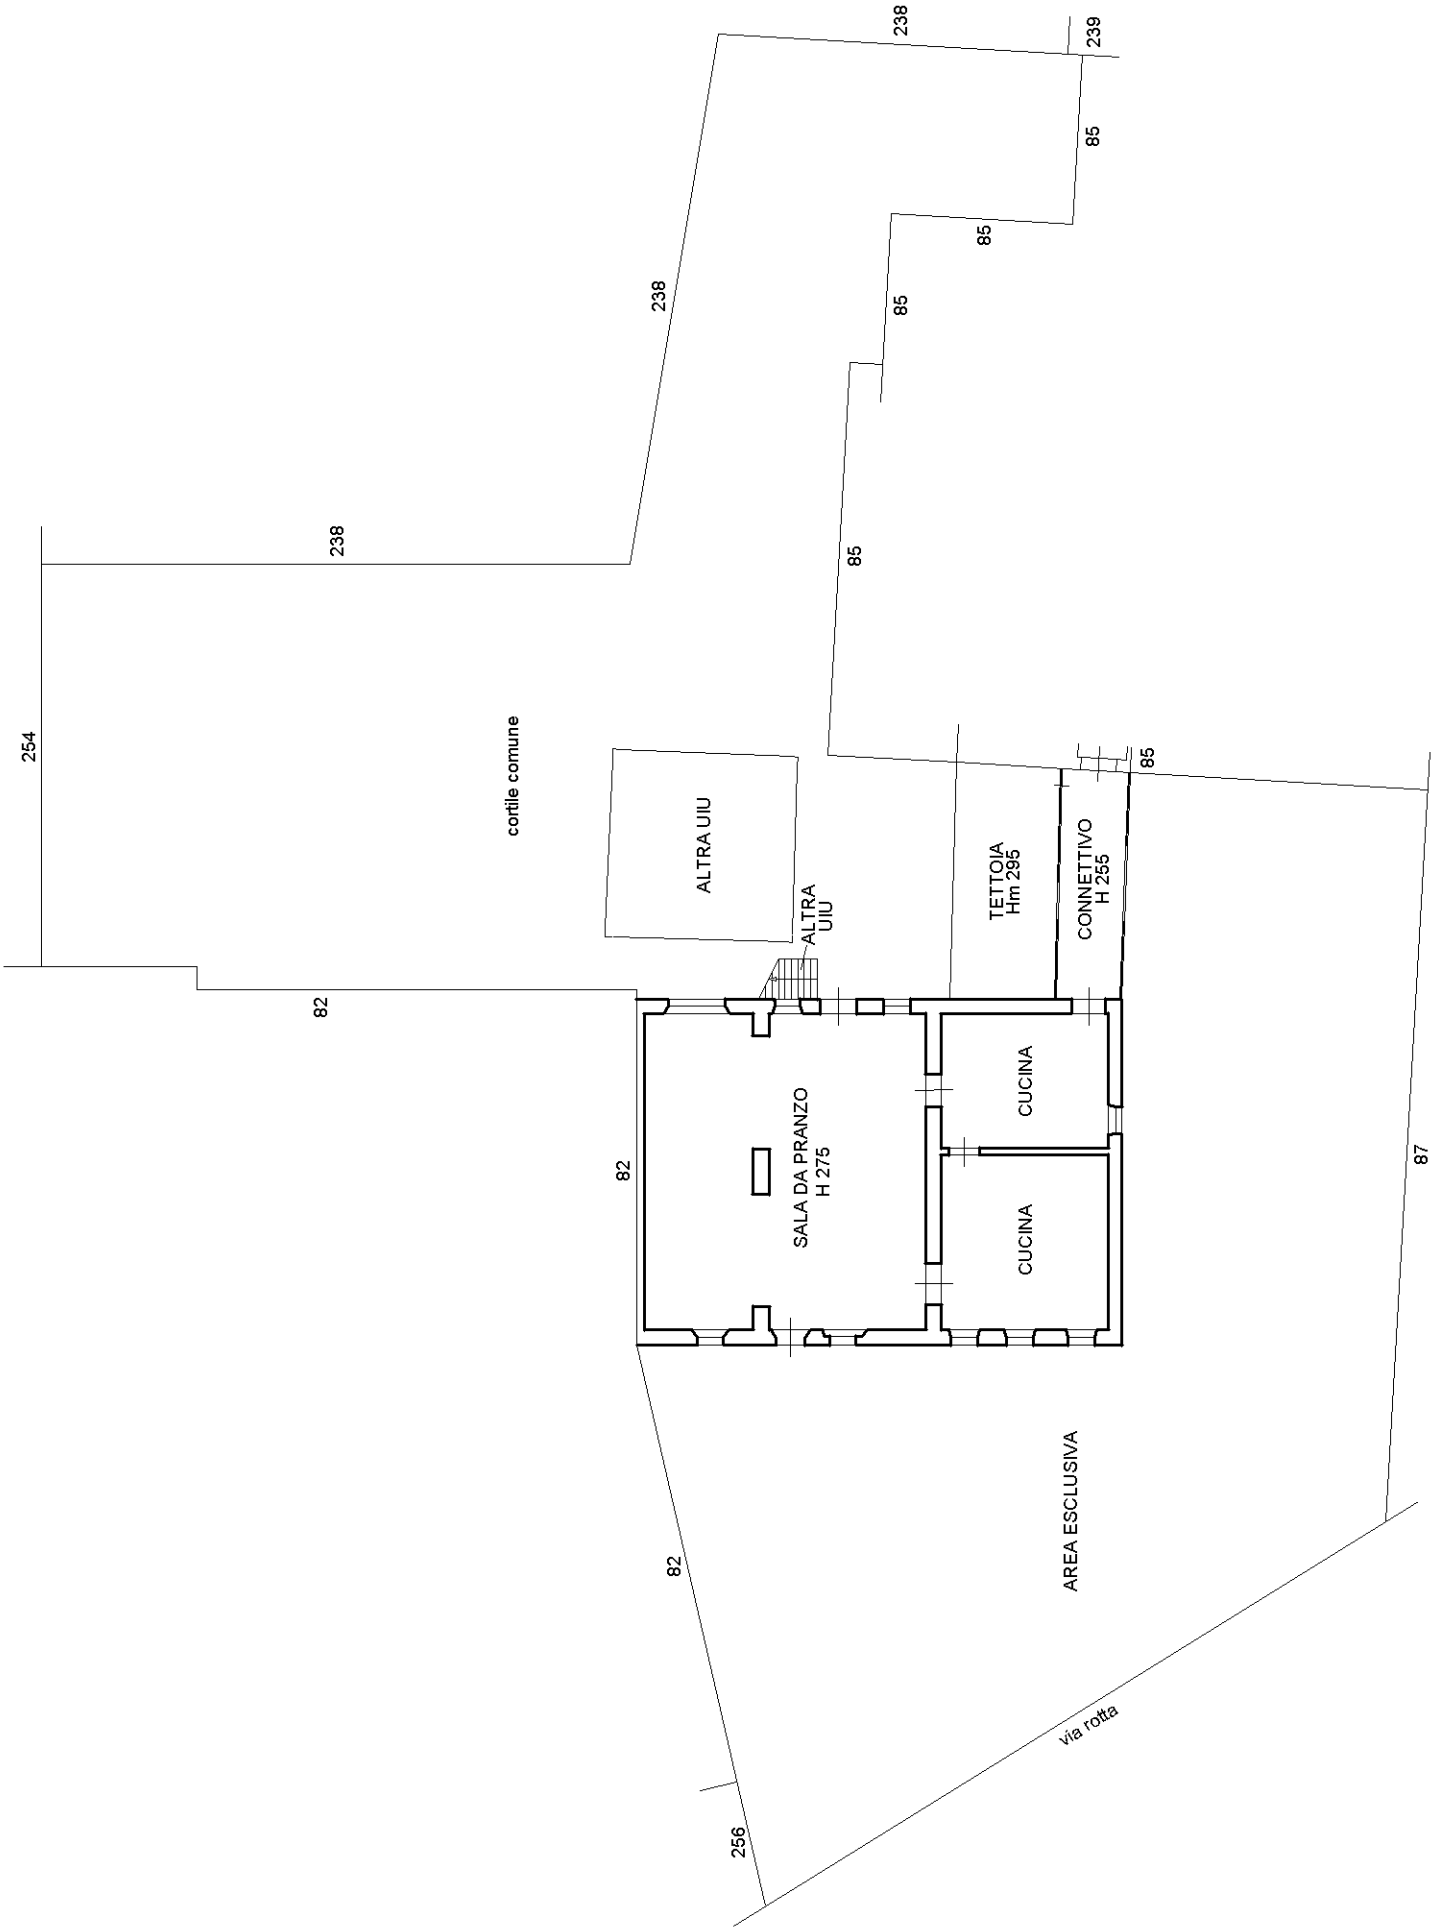 238
239
85
85
85
238
238
85
254
cortile comune
ALTRA UIU
ALTRA
UIU
TETTOIA
Hm 295
CONNETTIVO
H 255
85
82
82
SALA DA PRANZO
H 275
CUCINA
CUCINA
87
AREA ESCLUSIVA
82
via rotta
256